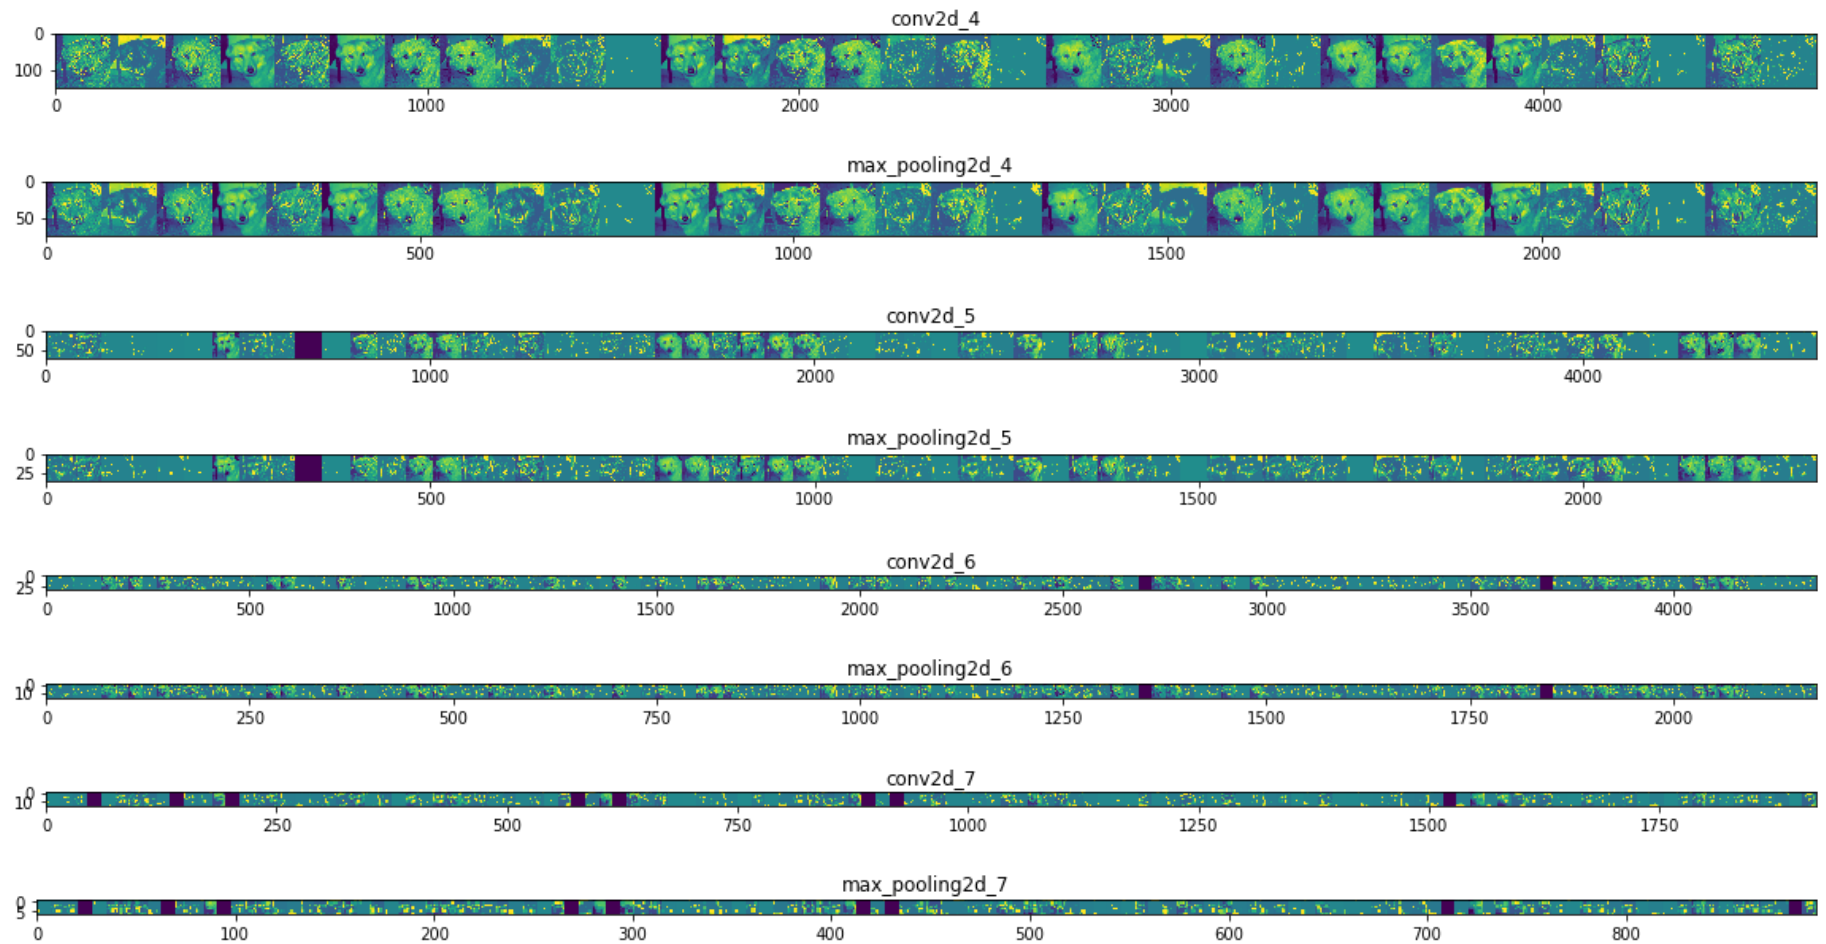 conv2d_4
0
100
0 1000 2000 3000 4000
max_pooling2d_4
0
50
0 500 1000 1500 2000
conv2d_5
0
50
0 1000 2000 3000 4000
max_pooling2d_5
0
25
0 500 1000 1500 2000
conv2d_6
0
25
0 500 1000 1500 2000 2500 3000 3500 4000
max_pooling2d_6
0
10
0 250 500 750 1000 1250 1500 1750 2000
conv2d_7
0
10
0 250 500 750 1000 1250 1500 1750
max_pooling2d_7
0
5
0 100 200 300 400 500 600 700 800